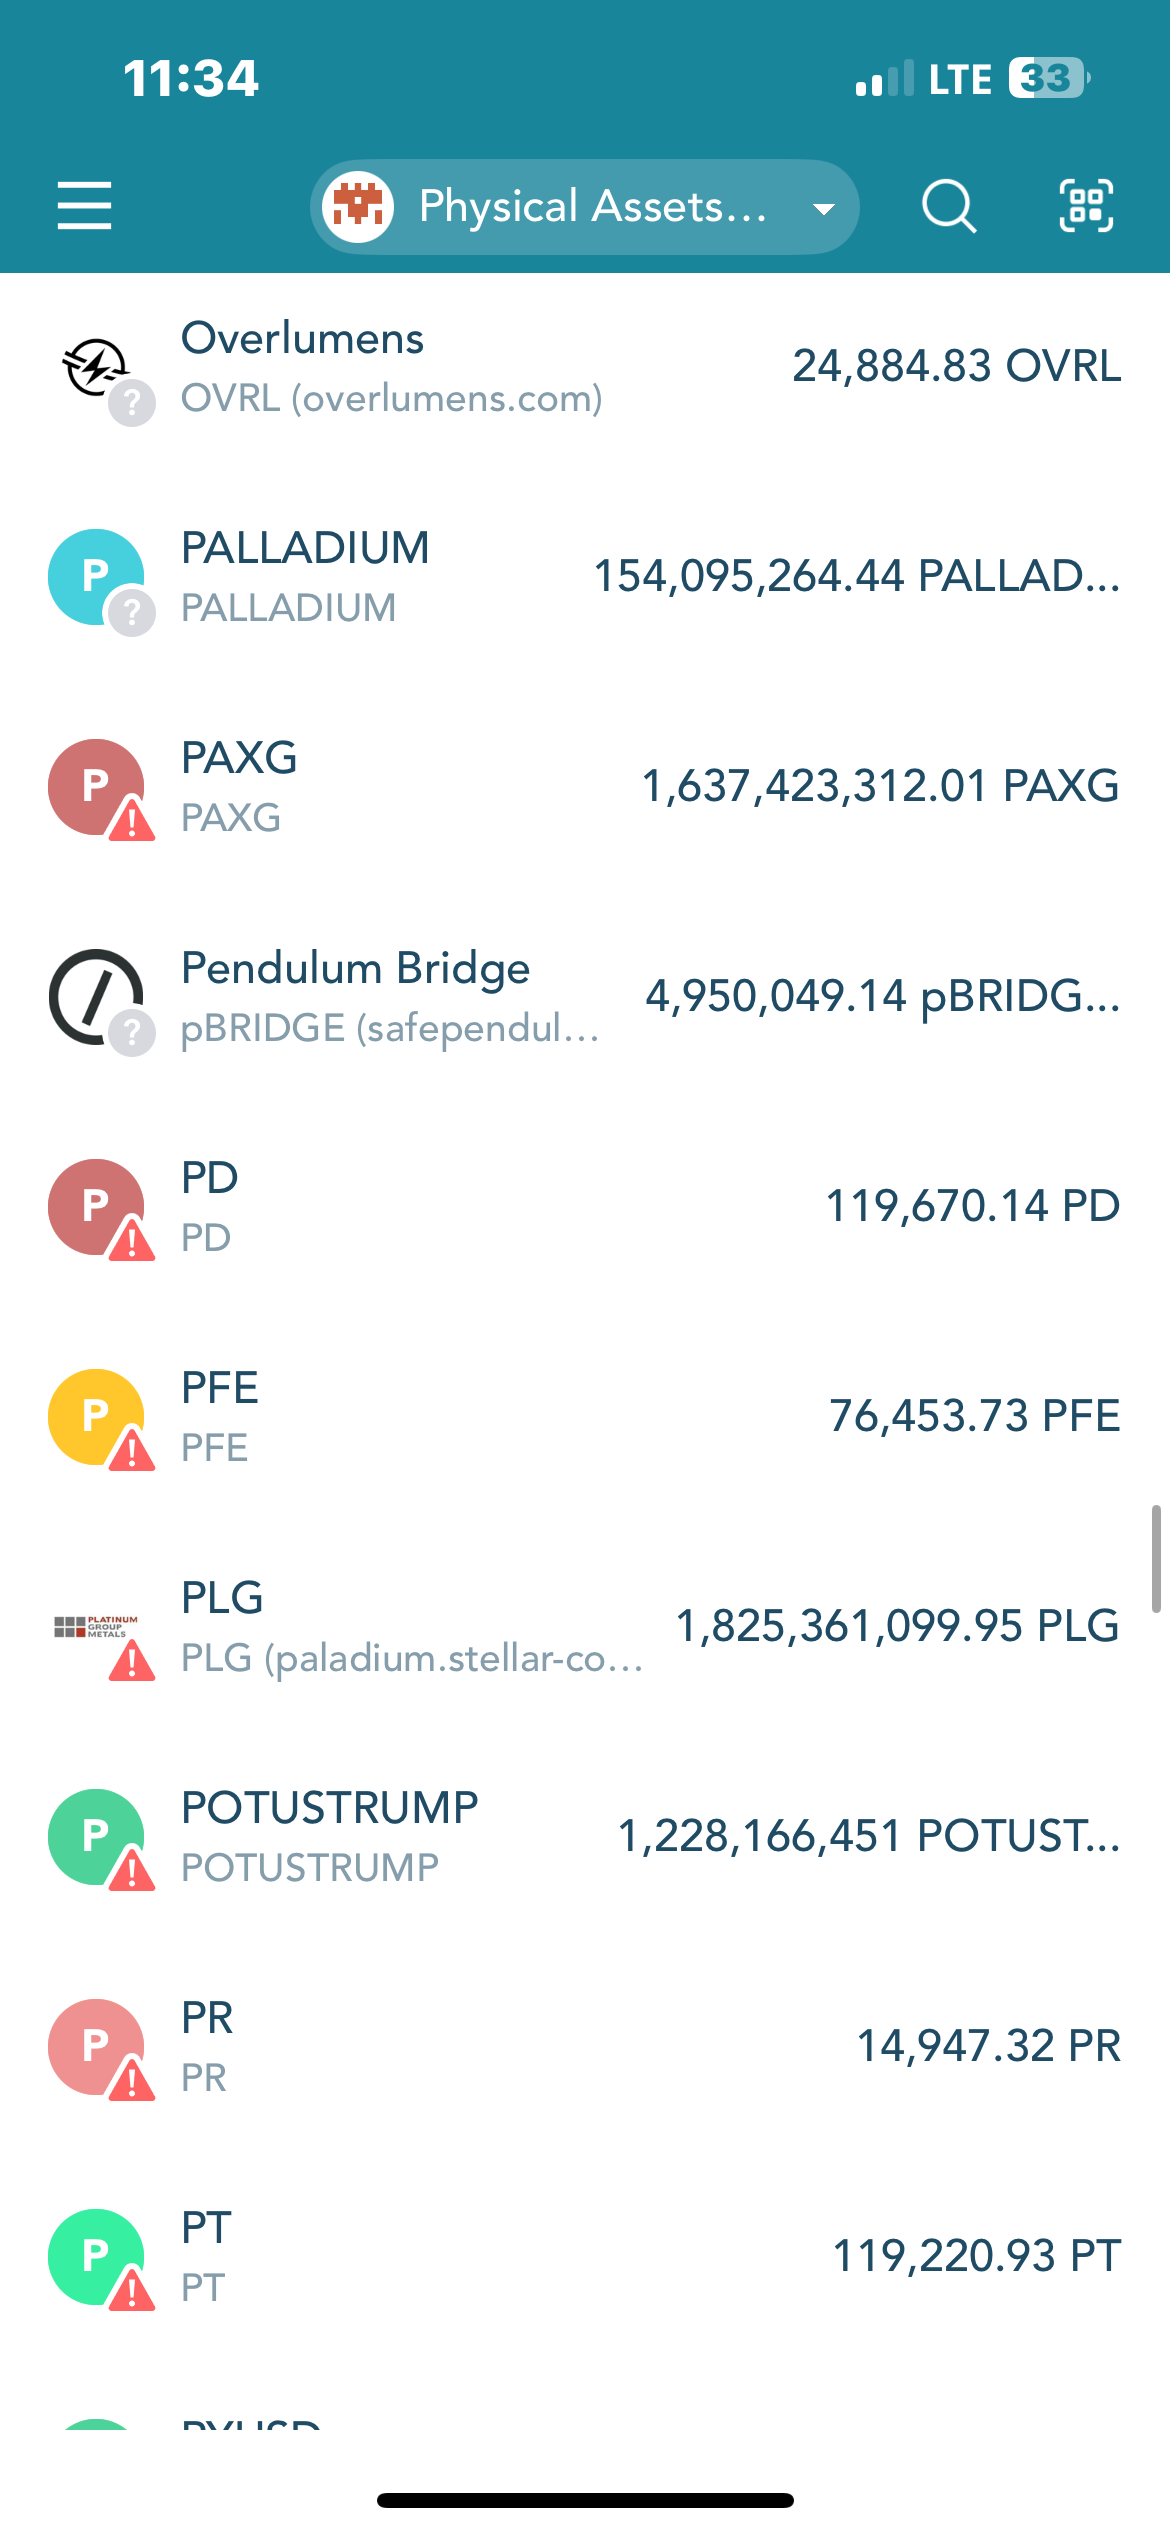 11:34
LTE 33
Physical Assets...
Overlumens
24,884.83 OVRL
OVRL (overlumens.com)
?
P
PALLADIUM
154,095,264.44 PALLAD...
PALLADIUM
?
P
PAXG
1,637,423,312.01 PAXG
PAXG
!
Pendulum Bridge
4,950,049.14 pBRIDG...
pBRIDGE (safependul...
?
P
PD
119,670.14 PD
PD
!
P
PFE
76,453.73 PFE
PFE
!
PLG
PLATINUM
GROUP
METALS
1,825,361,099.95 PLG
PLG (paladium.stellar-co...
!
P
POTUSTRUMP
1,228,166,451 POTUST...
POTUSTRUMP
!
P
PR
14,947.32 PR
PR
!
P
PT
119,220.93 PT
PT
!
PYUSD